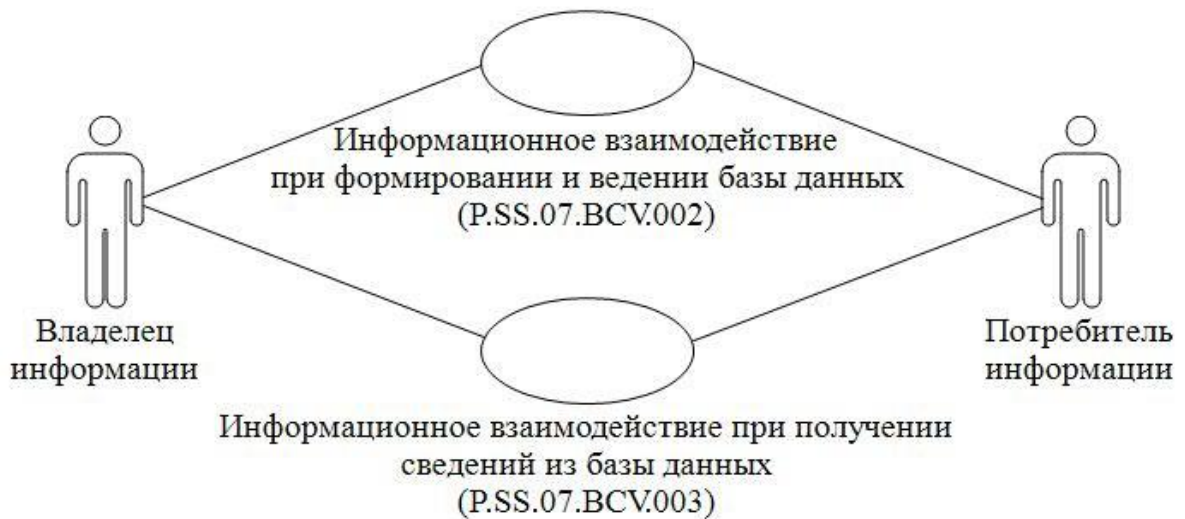 Информационное взаимодействие
при формировании и ведении базы данных
(P.SS.07.BCV.002)
Владелец
информации
Потребитель
информации
Информационное взаимодействие при получении
сведений из базы данных
(P.SS.07.BCV.003)